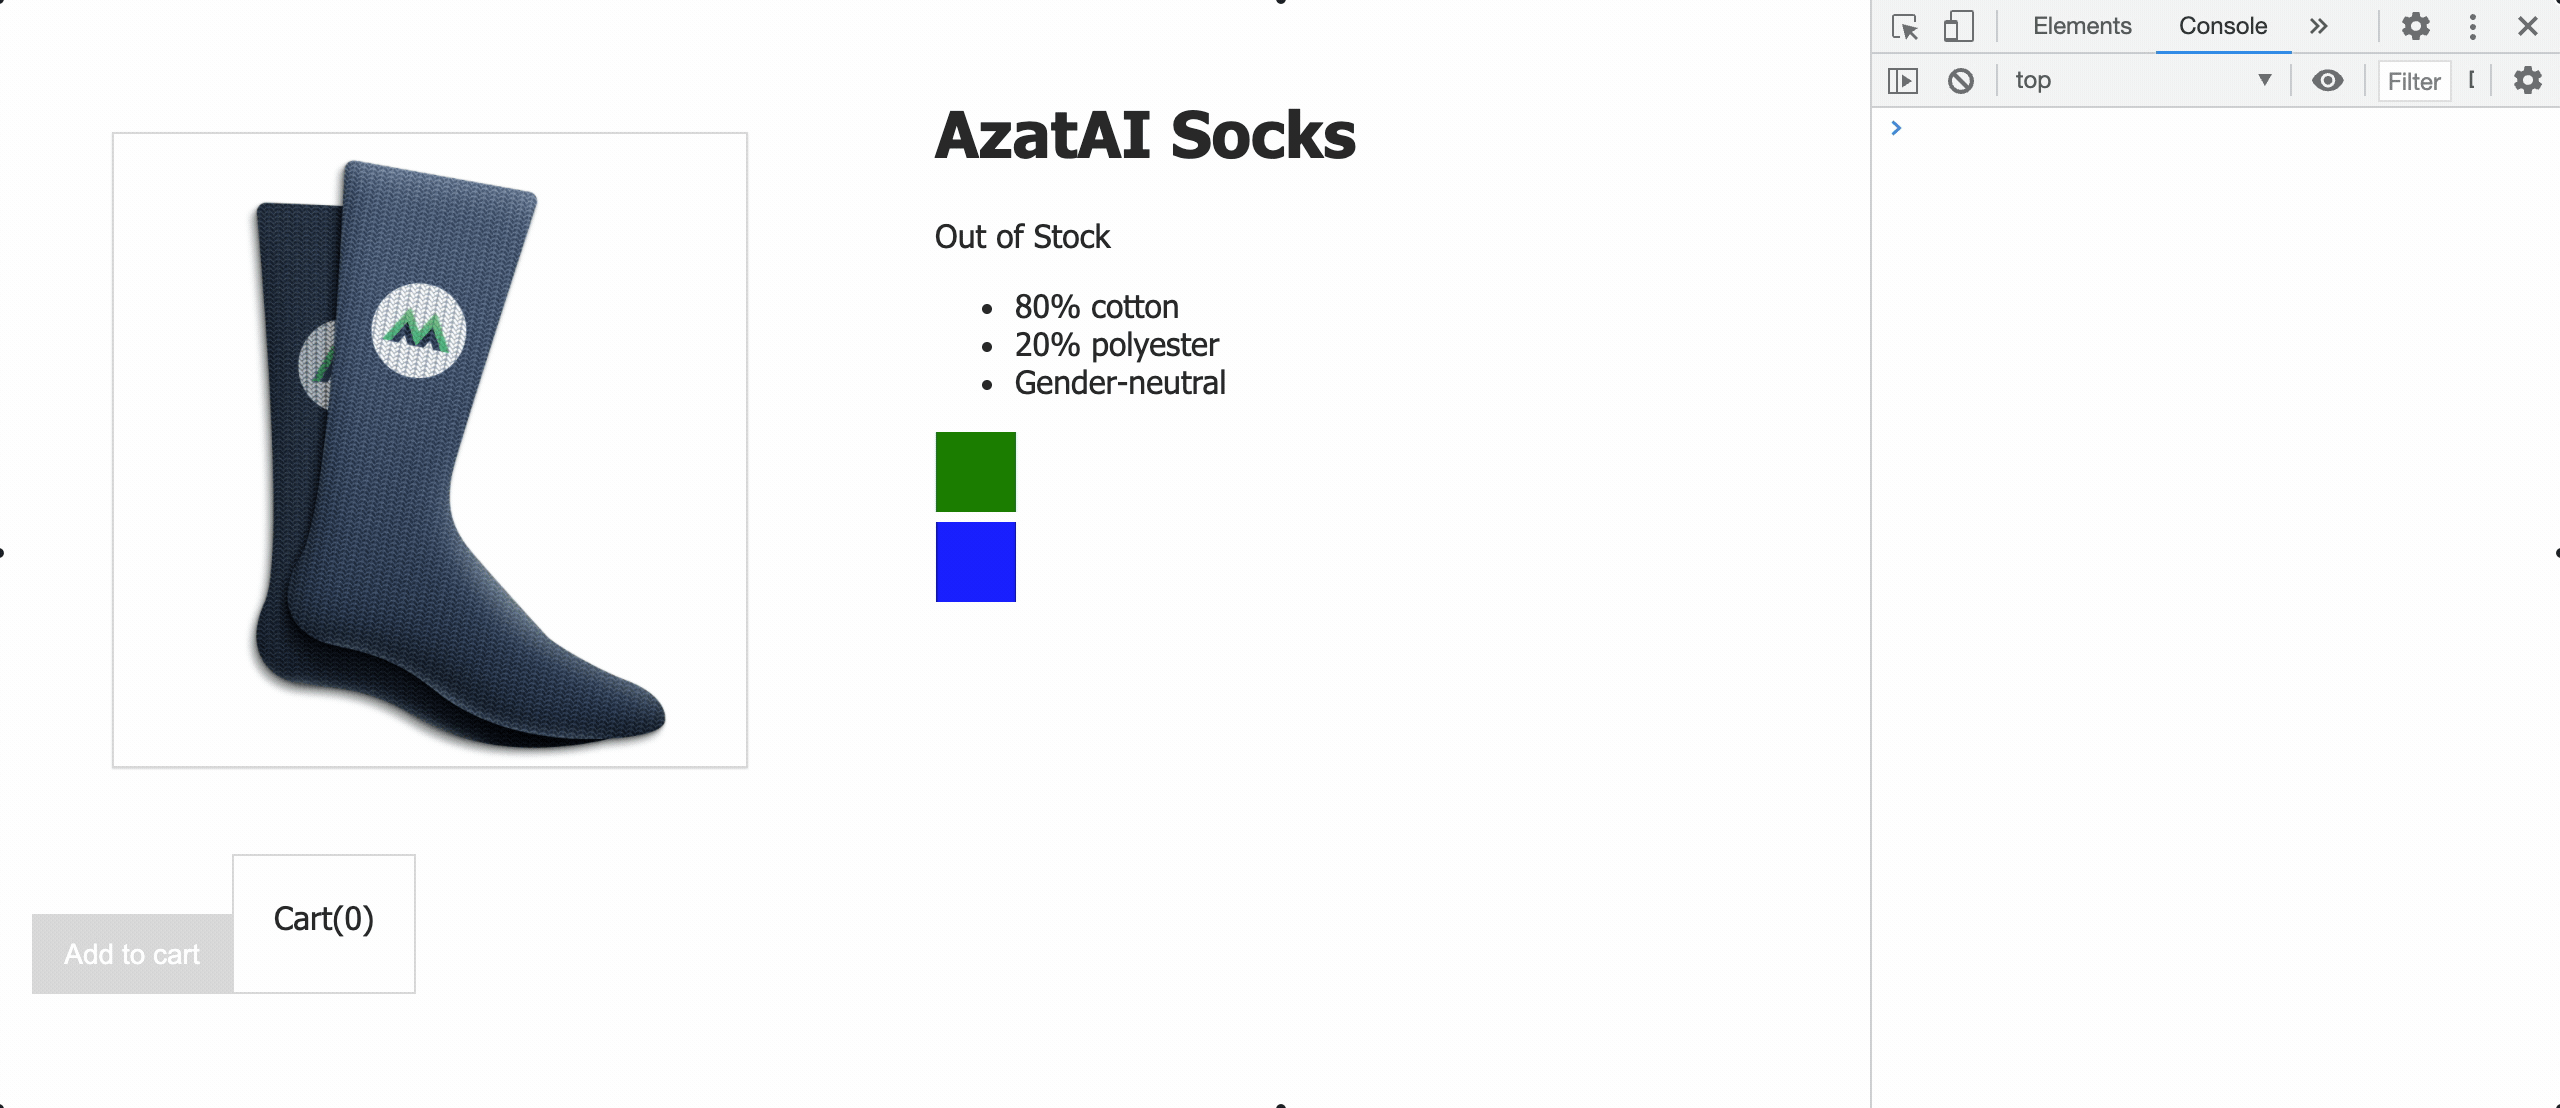 AzatAI Socks
Out of Stock
80% cotton
20% polyester
Gender-neutral
Add to cart
Cart(0)
Elements
Console
top
Filter